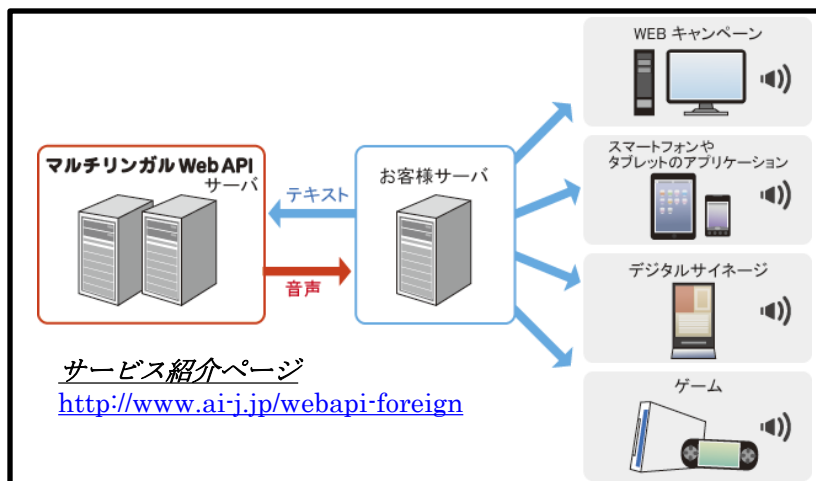 マルチリンガル Web API
サーバ
テキスト
音声
お客様サーバ
WEB キャンペーン
スマートフォンや
タブレットのアプリケーション
デジタルサイネージ
ゲーム
サービス紹介ページ
http://www.ai-j.jp/webapi-foreign